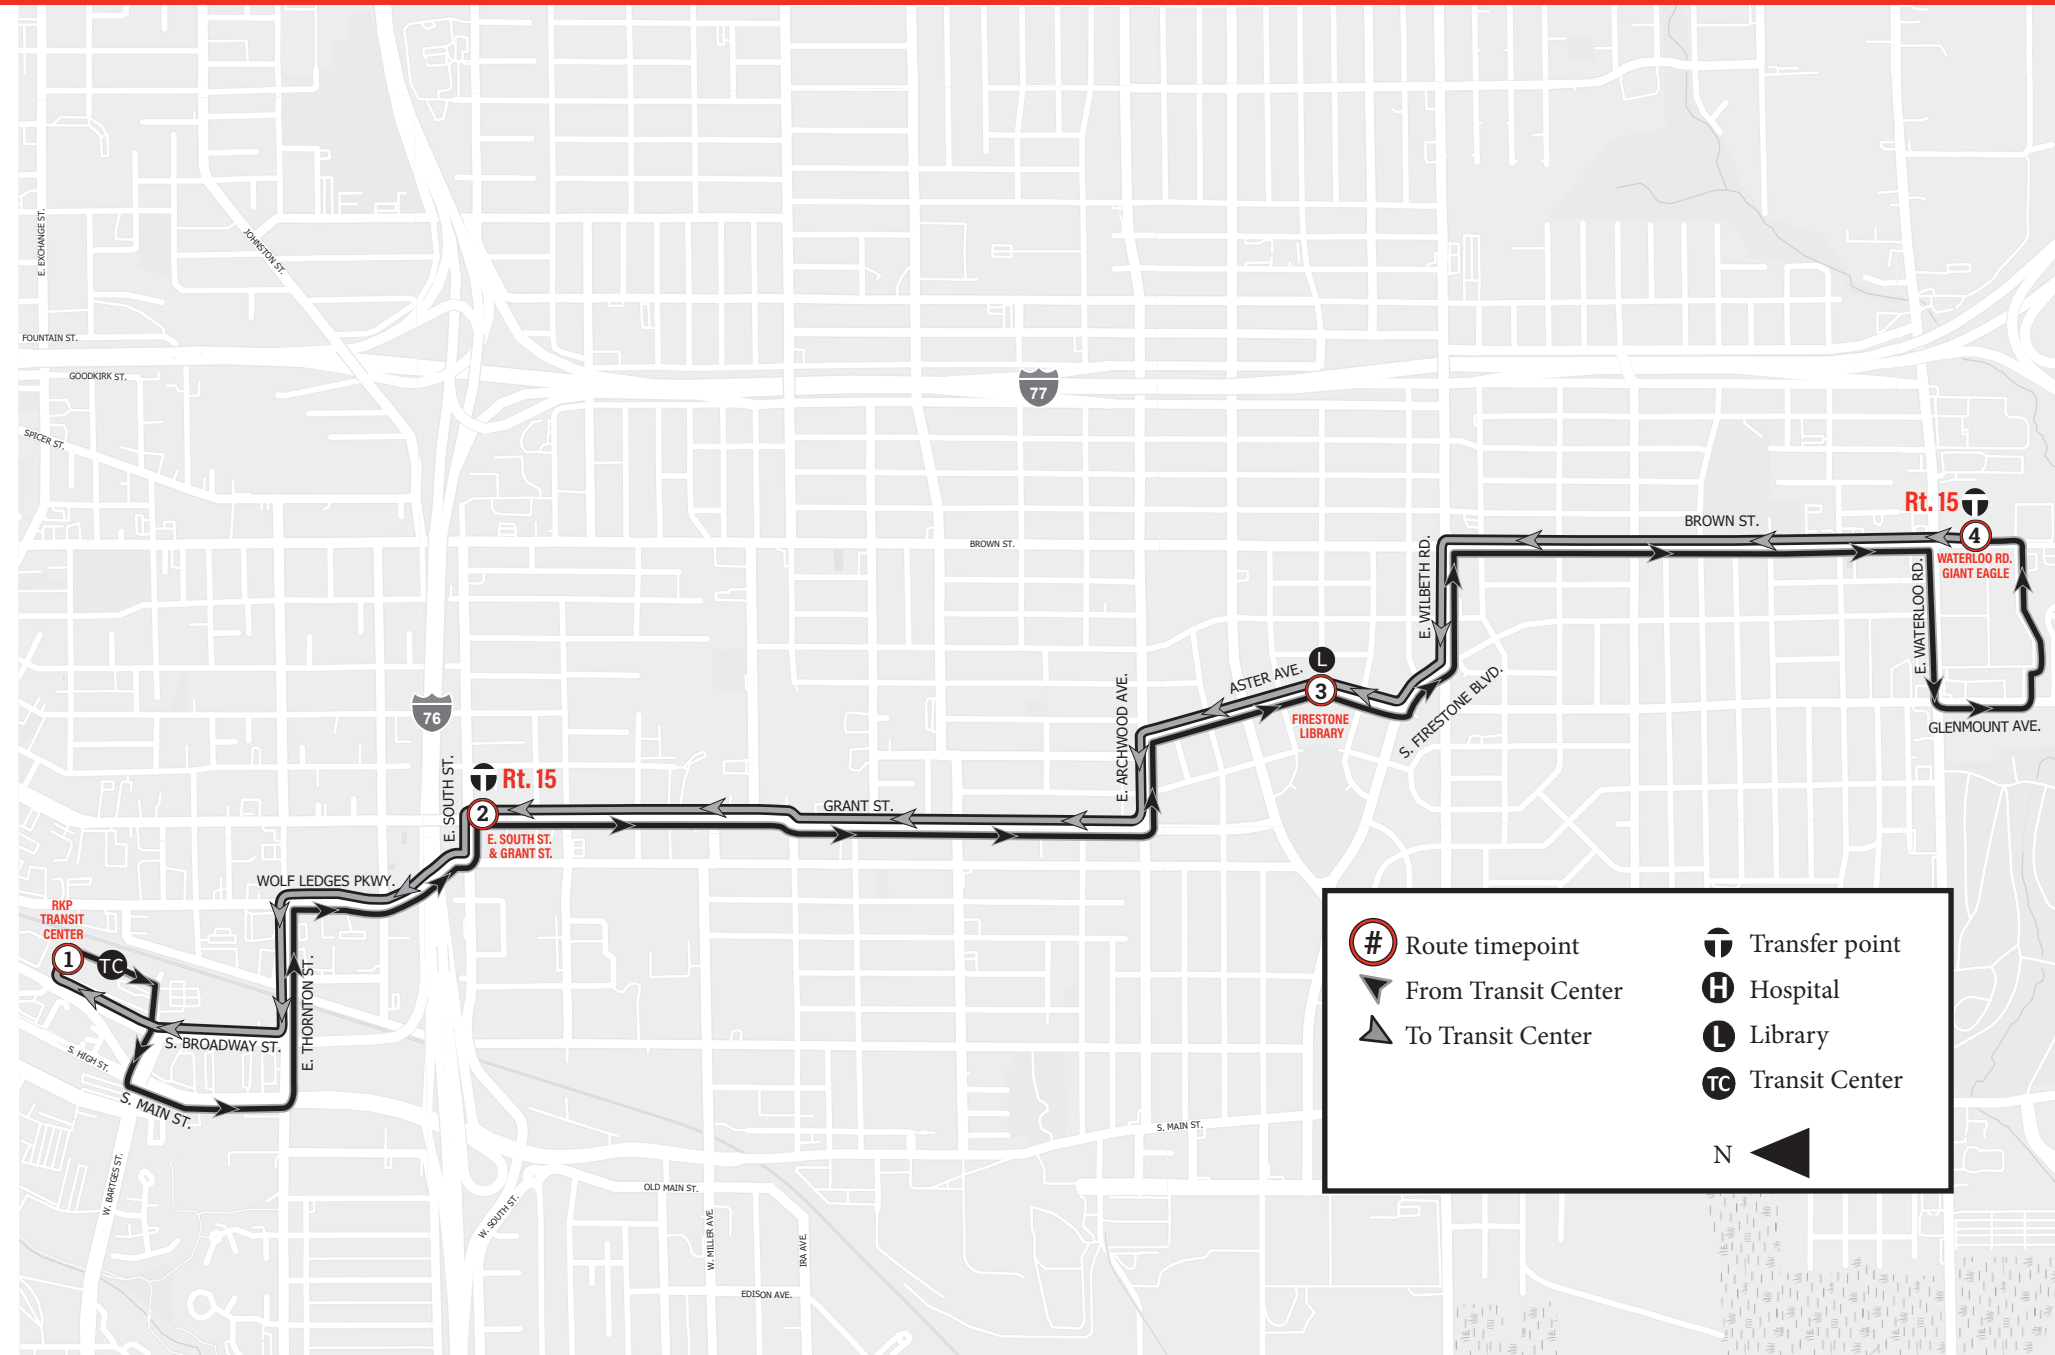 E. EXCHANGE ST.
JOHNSTON ST.
FOUNTAIN ST.
GOODKIRK ST.
77
SPICER ST.
Rt. 15
T
BROWN ST.
BROWN ST.
4
WATERLOO RD.
GIANT EAGLE
E. WILBETH RD.
E. WATERLOO RD.
L
ASTER AVE.
3
FIRESTONE
LIBRARY
S. FIRESTONE BLVD.
GLENMOUNT AVE.
E. ARCHWOOD AVE.
76
E. SOUTH ST.
T
Rt. 15
2
GRANT ST.
E. SOUTH ST.
& GRANT ST.
WOLF LEDGES PKWY.
RKP
TRANSIT
CENTER
1
TC
E. THORNTON ST.
S. BROADWAY ST.
S. HIGH ST.
S. MAIN ST.
S. MAIN ST.
W. BARTGES ST.
OLD MAIN ST.
W. SOUTH ST.
W. MILLER AVE.
IRA AVE.
EDISON AVE.
# Route timepoint
From Transit Center
To Transit Center
T Transfer point
H Hospital
L Library
TC Transit Center
N